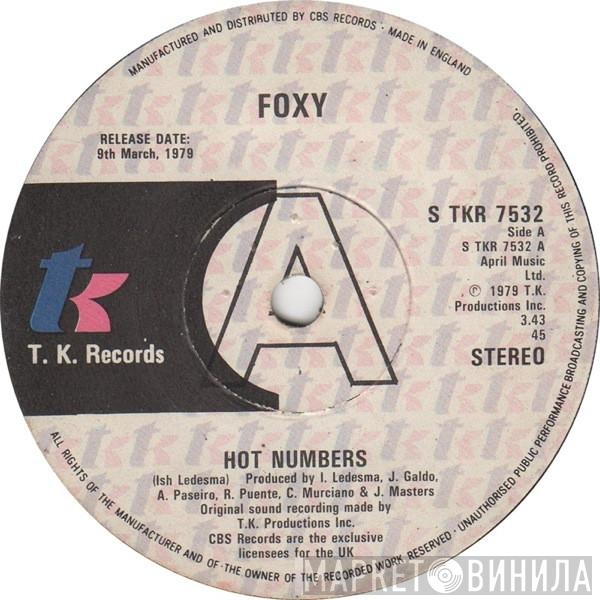 MANUFACTURED AND DISTRIBUTED BY CBS RECORDS · MADE IN ENGLAND
FOXY
RELEASE DATE:
9th March, 1979
A
tk
T. K. Records
S TKR 7532
Side A
S TKR 7532 A
April Music
Ltd.
℗ 1979 T.K.
Productions Inc.
3.43
45
STEREO
HOT NUMBERS
(Ish Ledesma) Produced by I. Ledesma, J. Galdo,
A. Paseiro, R. Puente, C. Murciano & J. Masters
Original sound recording made by
T.K. Productions Inc.
CBS Records are the exclusive
licensees for the UK
ALL RIGHTS OF THE MANUFACTURER AND OF THE OWNER OF THE RECORDED WORK RESERVED · UNAUTHORISED PUBLIC PERFORMANCE BROADCASTING AND COPYING OF THIS RECORD PROHIBITED.
МАРКЕТ ВИНИЛА